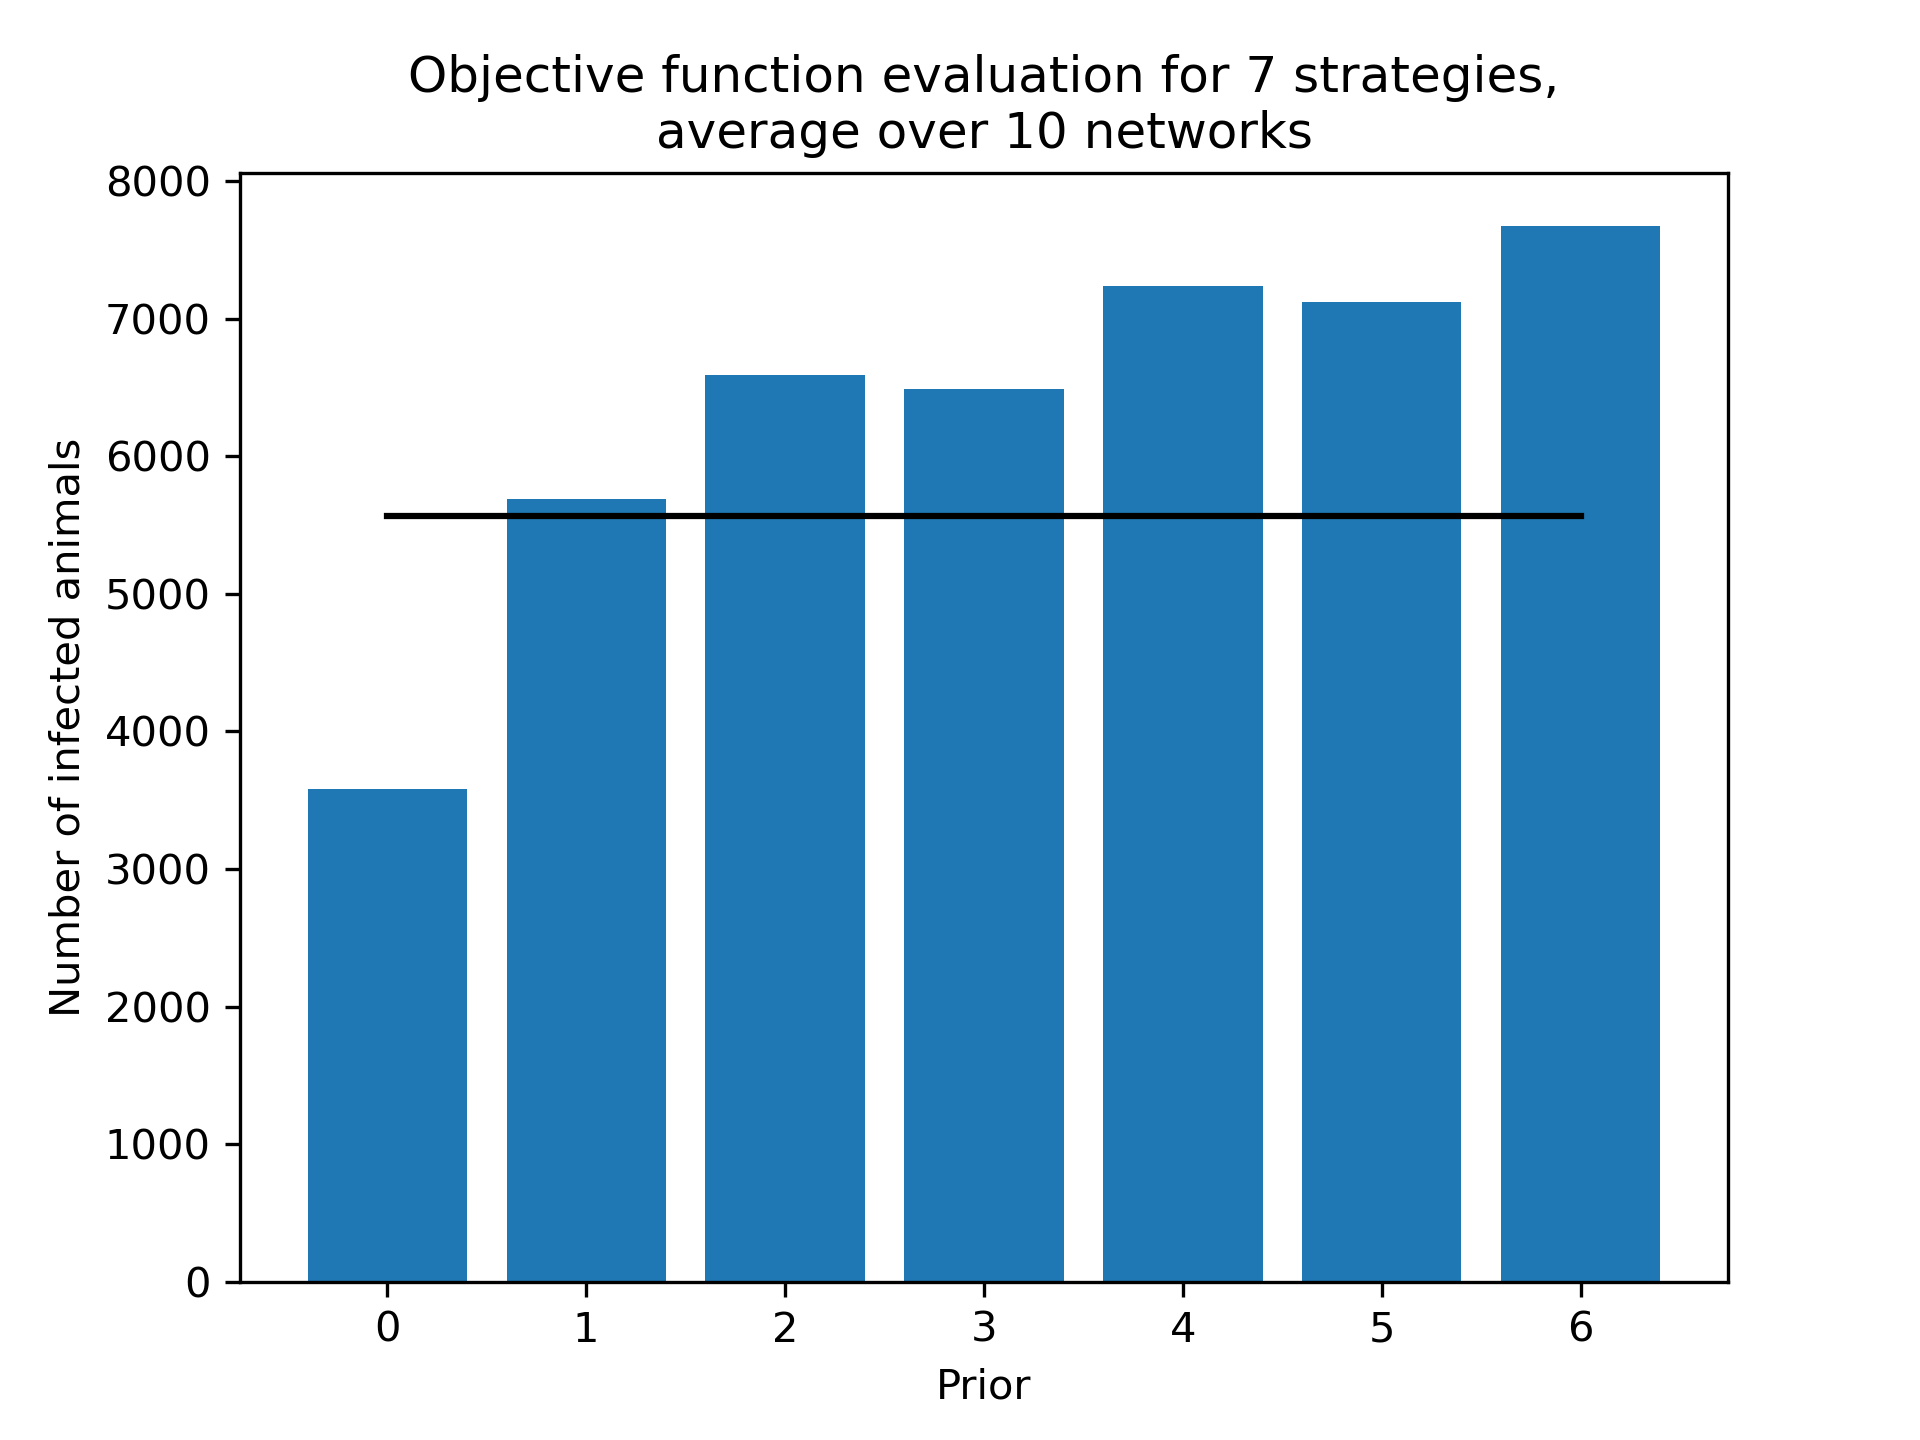 Objective function evaluation for 7 strategies,
average over 10 networks
8000
7000
6000
5000
4000
3000
2000
1000
0
Number of infected animals
0 1 2 3 4 5 6
Prior